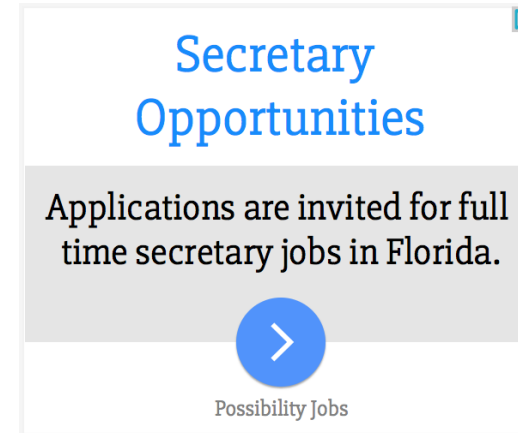 Secretary
Opportunities
Applications are invited for full
time secretary jobs in Florida.
Possibility Jobs